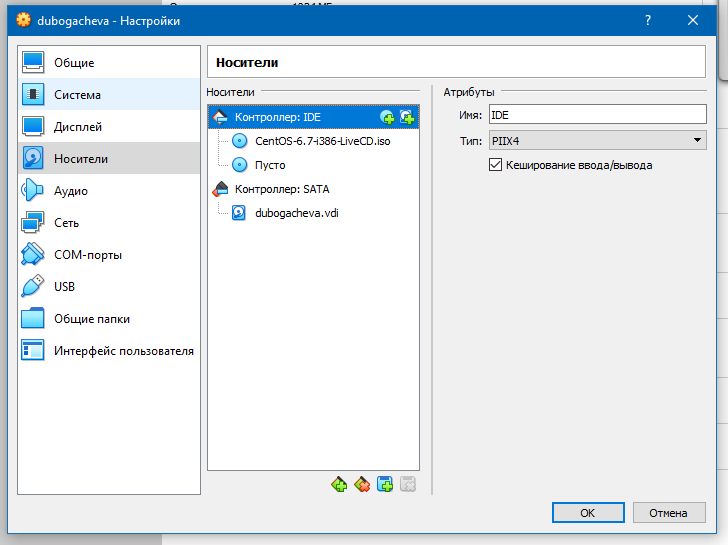 dubogacheva - Настройки
?
Общие
Система
Дисплей
Носители
Аудио
Сеть
COM-порты
USB
Общие папки
Интерфейс пользователя
Носители
Носители
Контроллер: IDE
CentOS-6.7-i386-LiveCD.iso
Пусто
Контроллер: SATA
dubogacheva.vdi
Атрибуты
Имя: IDE
Тип: PIIX4
Кеширование ввода/вывода
OK
Отмена